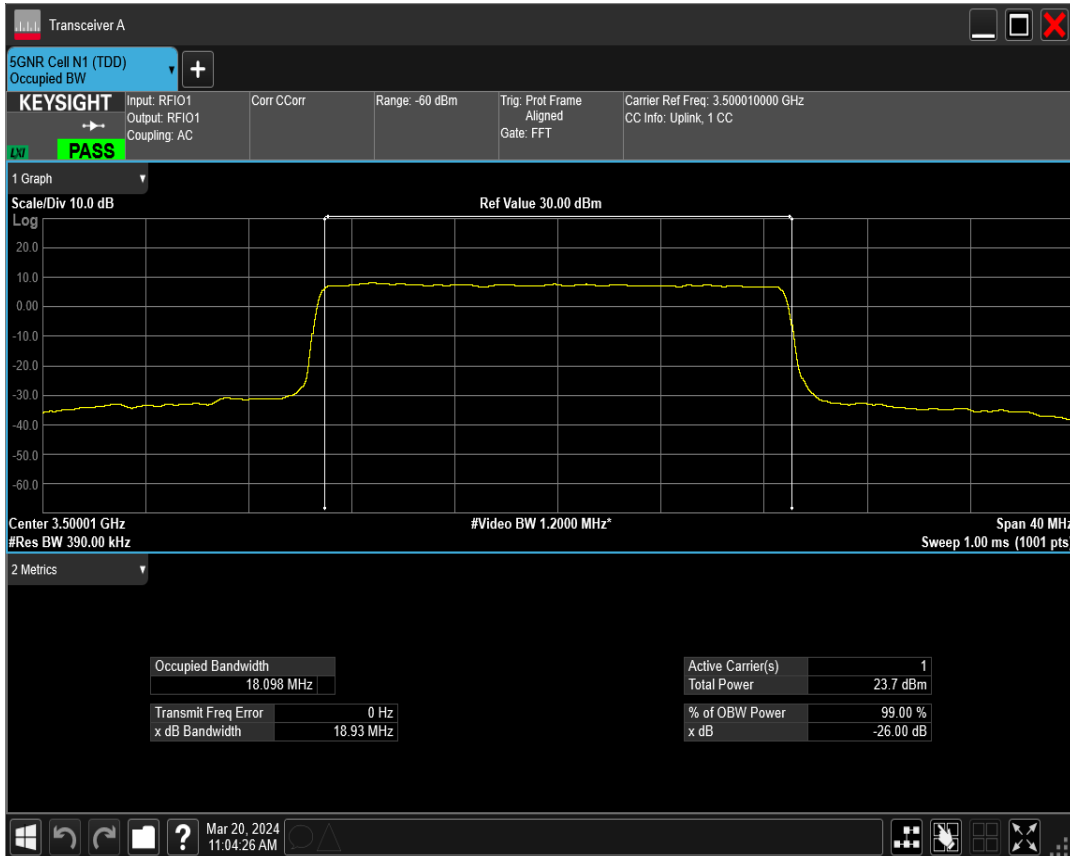 Transceiver A
5GNR Cell N1 (TDD)
Occupied BW
+
KEYSIGHT
LXI
PASS
Input: RFIO1
Output: RFIO1
Coupling: AC
Corr CCorr
Range: -60 dBm
Trig: Prot Frame
Aligned
Gate: FFT
Carrier Ref Freq: 3.500010000 GHz
CC Info: Uplink, 1 CC
1 Graph
Scale/Div 10.0 dB
Ref Value 30.00 dBm
Log
20.0
10.0
0.00
-10.0
-20.0
-30.0
-40.0
-50.0
-60.0
Center 3.50001 GHz
#Video BW 1.2000 MHz*
Span 40 MHz
#Res BW 390.00 kHz
Sweep 1.00 ms (1001 pts)
2 Metrics
Occupied Bandwidth
18.098 MHz
Transmit Freq Error 0 Hz
x dB Bandwidth 18.93 MHz
Active Carrier(s) 1
Total Power 23.7 dBm
% of OBW Power 99.00 %
x dB -26.00 dB
?
Mar 20, 2024
11:04:26 AM